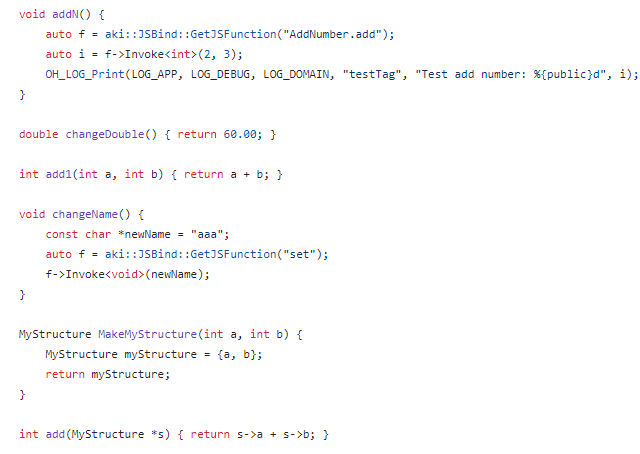 void addN() {
    auto f = aki::JSBind::GetJSFunction("AddNumber.add");
    auto i = f->Invoke<int>(2, 3);
    OH_LOG_Print(LOG_APP, LOG_DEBUG, LOG_DOMAIN, "testTag", "Test add number: %{public}d", i);
}

double changeDouble() { return 60.00; }

int add1(int a, int b) { return a + b; }

void changeName() {
    const char *newName = "aaa";
    auto f = aki::JSBind::GetJSFunction("set");
    f->Invoke<void>(newName);
}

MyStructure MakeMyStructure(int a, int b) {
    MyStructure myStructure = {a, b};
    return myStructure;
}

int add(MyStructure *s) { return s->a + s->b; }